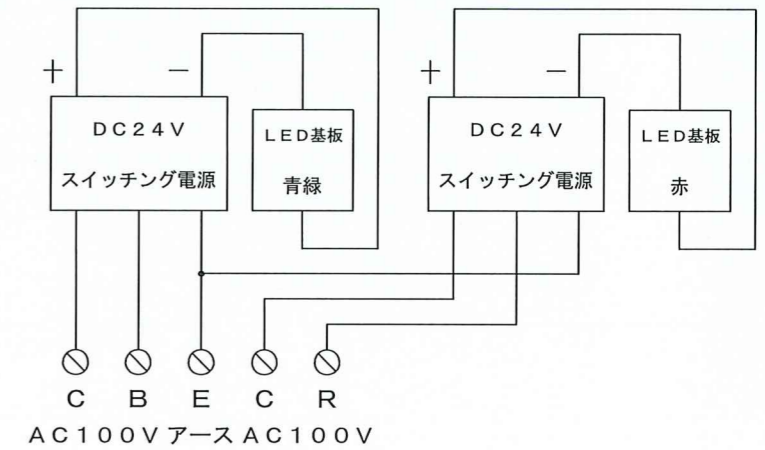 ＋ － ＋ －
ＤＣ２４Ｖ
スイッチング電源
ＬＥＤ基板
青緑
ＤＣ２４Ｖ
スイッチング電源
ＬＥＤ基板
赤
Ｃ Ｂ Ｅ Ｃ Ｒ
ＡＣ１００Ｖ アース ＡＣ１００Ｖ